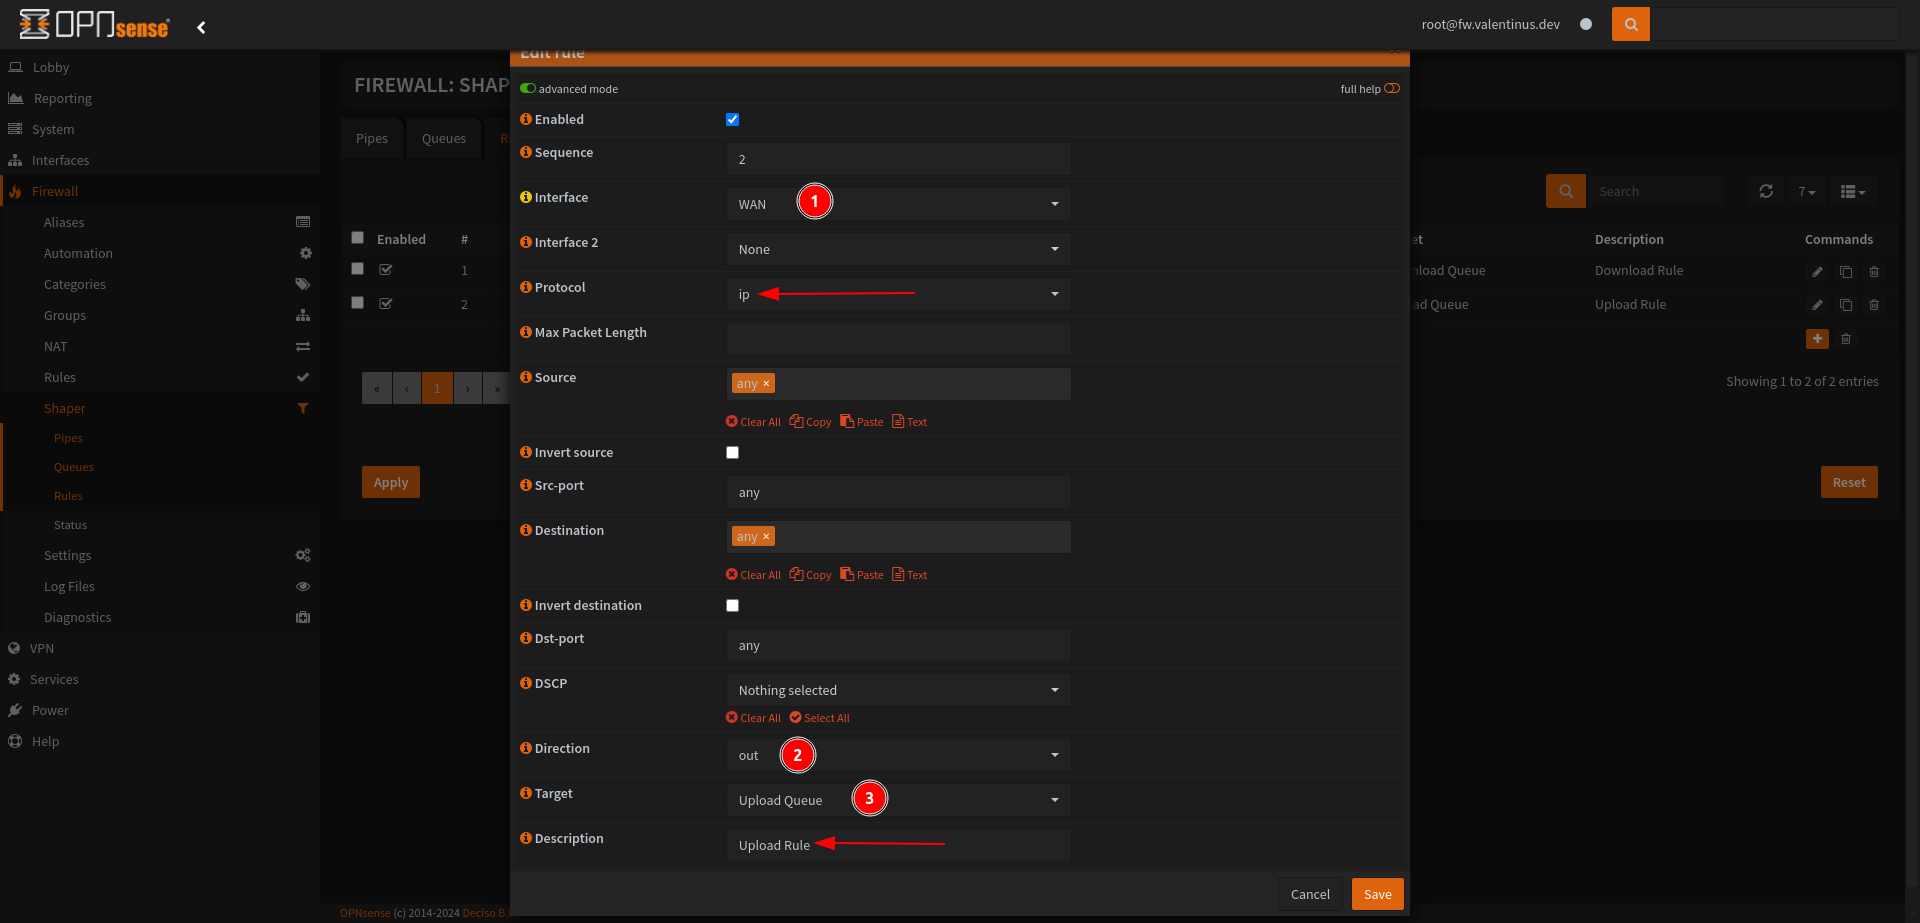 OPNsense
root@fw.valentinus.dev
Lobby
Reporting
System
Interfaces
Firewall
Aliases
Automation
Categories
Groups
NAT
Rules
Shaper
Pipes
Queues
Rules
Status
Settings
Log Files
Diagnostics
VPN
Services
Power
Help
FIREWALL: SHAP
Pipes
Queues
Enabled #
1
2
« ‹ 1 › »
Apply
Edit rule
advanced mode
full help
Enabled
Sequence
2
Interface
WAN
1
Interface 2
None
Protocol
ip
Max Packet Length
Source
any ×
Clear All Copy Paste Text
Invert source
Src-port
any
Destination
any ×
Clear All Copy Paste Text
Invert destination
Dst-port
any
DSCP
Nothing selected
Clear All Select All
Direction
out
2
Target
Upload Queue
3
Description
Upload Rule
Cancel
Save
Search
7
et Description Commands
nload Queue Download Rule
ad Queue Upload Rule
Showing 1 to 2 of 2 entries
Reset
OPNsense (c) 2014-2024 Deciso B.V